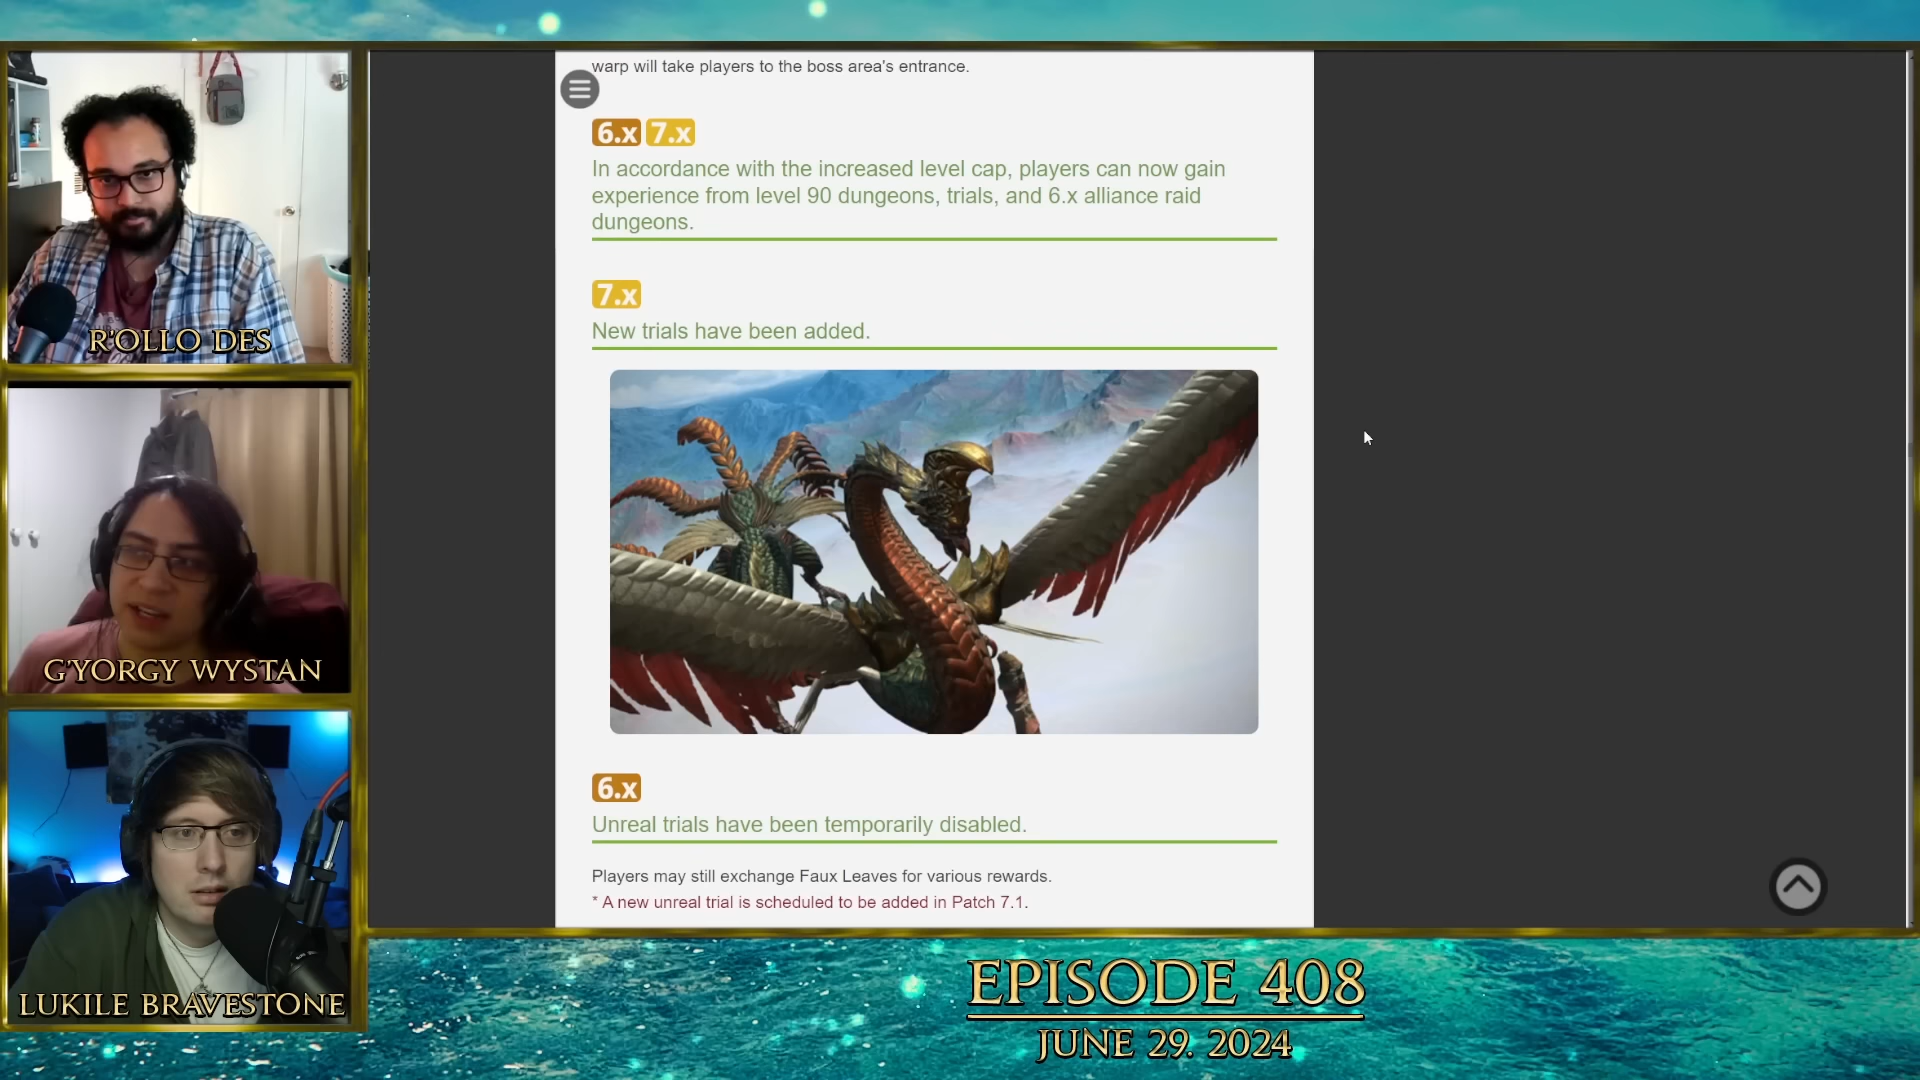 warp will take players to the boss area's entrance.
6.x 7.x
In accordance with the increased level cap, players can now gain
experience from level 90 dungeons, trials, and 6.x alliance raid
dungeons.
7.x
New trials have been added.
6.x
Unreal trials have been temporarily disabled.
Players may still exchange Faux Leaves for various rewards.
* A new unreal trial is scheduled to be added in Patch 7.1.
R'OLLO DES
G'YORGY WYSTAN
LUKILE BRAVESTONE
EPISODE 408
JUNE 29. 2024